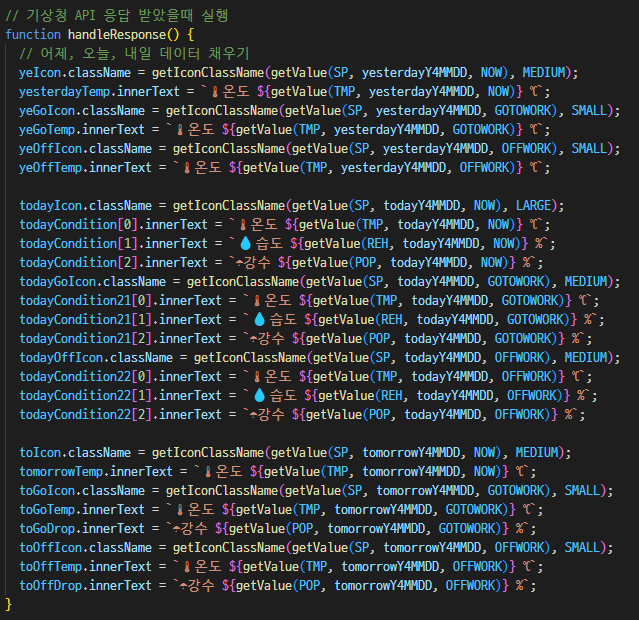 // 기상청 API 응답 받았을때 실행
function handleResponse() {
  // 어제, 오늘, 내일 데이터 채우기
  yeIcon.className = getIconClassName(getValue(SP, yesterdayY4MMDD, NOW), MEDIUM);
  yesterdayTemp.innerText = `🌡온도 ${getValue(TMP, yesterdayY4MMDD, NOW)} ℃`;
  yeGoIcon.className = getIconClassName(getValue(SP, yesterdayY4MMDD, GOTOWORK), SMALL);
  yeGoTemp.innerText = `🌡온도 ${getValue(TMP, yesterdayY4MMDD, GOTOWORK)} ℃`;
  yeOffIcon.className = getIconClassName(getValue(SP, yesterdayY4MMDD, OFFWORK), SMALL);
  yeOffTemp.innerText = `🌡온도 ${getValue(TMP, yesterdayY4MMDD, OFFWORK)} ℃`;

  todayIcon.className = getIconClassName(getValue(SP, todayY4MMDD, NOW), LARGE);
  todayCondition[0].innerText = `🌡온도 ${getValue(TMP, todayY4MMDD, NOW)} ℃`;
  todayCondition[1].innerText = `💧습도 ${getValue(REH, todayY4MMDD, NOW)} %`;
  todayCondition[2].innerText = `☂강수 ${getValue(POP, todayY4MMDD, NOW)} %`;
  todayGoIcon.className = getIconClassName(getValue(SP, todayY4MMDD, GOTOWORK), MEDIUM);
  todayCondition21[0].innerText = `🌡온도 ${getValue(TMP, todayY4MMDD, GOTOWORK)} ℃`;
  todayCondition21[1].innerText = `💧습도 ${getValue(REH, todayY4MMDD, GOTOWORK)} %`;
  todayCondition21[2].innerText = `☂강수 ${getValue(POP, todayY4MMDD, GOTOWORK)} %`;
  todayOffIcon.className = getIconClassName(getValue(SP, todayY4MMDD, OFFWORK), MEDIUM);
  todayCondition22[0].innerText = `🌡온도 ${getValue(TMP, todayY4MMDD, OFFWORK)} ℃`;
  todayCondition22[1].innerText = `💧습도 ${getValue(REH, todayY4MMDD, OFFWORK)} %`;
  todayCondition22[2].innerText = `☂강수 ${getValue(POP, todayY4MMDD, OFFWORK)} %`;

  toIcon.className = getIconClassName(getValue(SP, tomorrowY4MMDD, NOW), MEDIUM);
  tomorrowTemp.innerText = `🌡온도 ${getValue(TMP, tomorrowY4MMDD, NOW)} ℃`;
  toGoIcon.className = getIconClassName(getValue(SP, tomorrowY4MMDD, GOTOWORK), SMALL);
  toGoTemp.innerText = `🌡온도 ${getValue(TMP, tomorrowY4MMDD, GOTOWORK)} ℃`;
  toGoDrop.innerText = `☂강수 ${getValue(POP, tomorrowY4MMDD, GOTOWORK)} %`;
  toOffIcon.className = getIconClassName(getValue(SP, tomorrowY4MMDD, OFFWORK), SMALL);
  toOffTemp.innerText = `🌡온도 ${getValue(TMP, tomorrowY4MMDD, OFFWORK)} ℃`;
  toOffDrop.innerText = `☂강수 ${getValue(POP, tomorrowY4MMDD, OFFWORK)} %`;
}